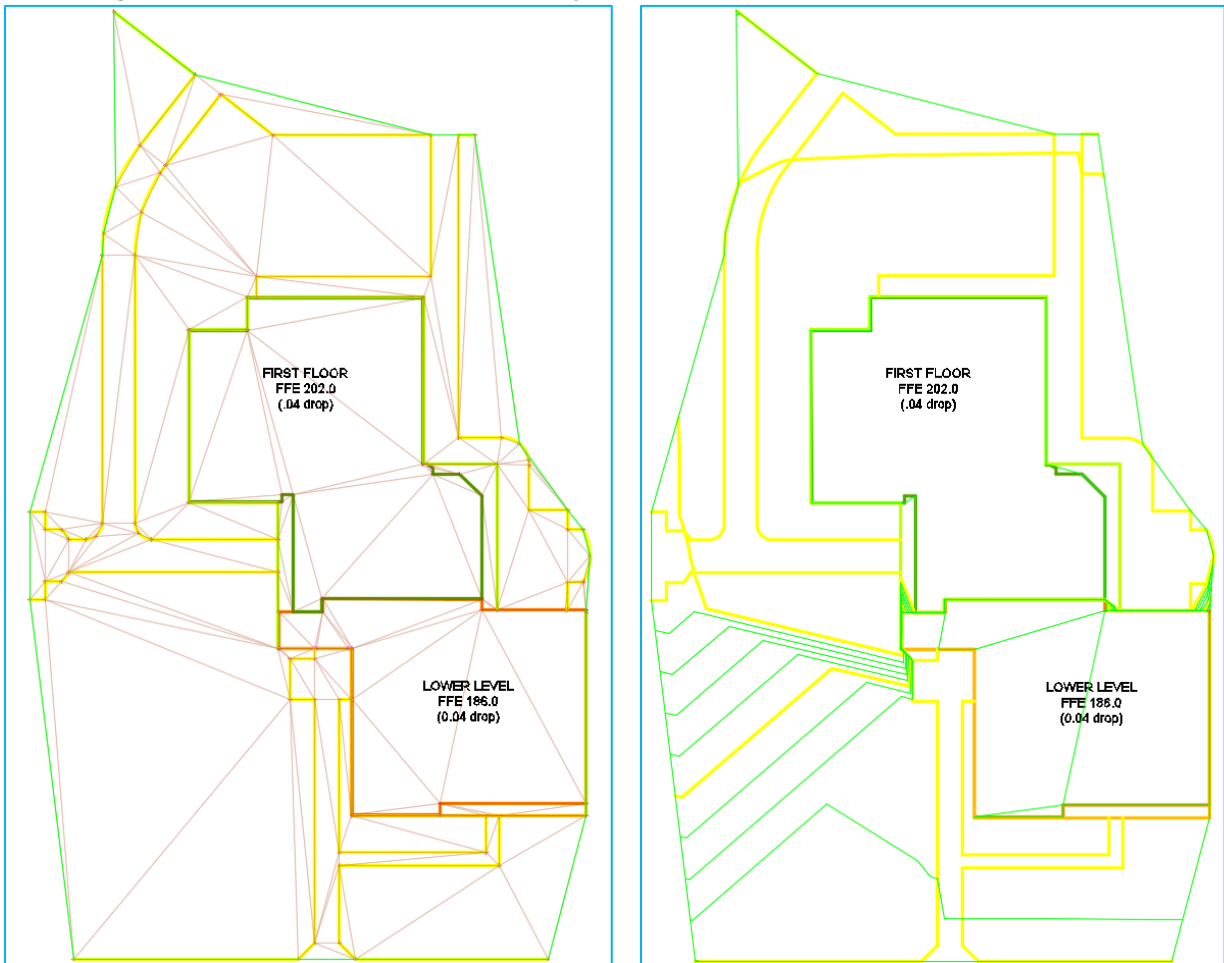 FIRST FLOOR
FFE 202.0
(.04 drop)
LOWER LEVEL
FFE 186.0
(0.04 drop)
FIRST FLOOR
FFE 202.0
(.04 drop)
LOWER LEVEL
FFE 186.0
(0.04 drop)